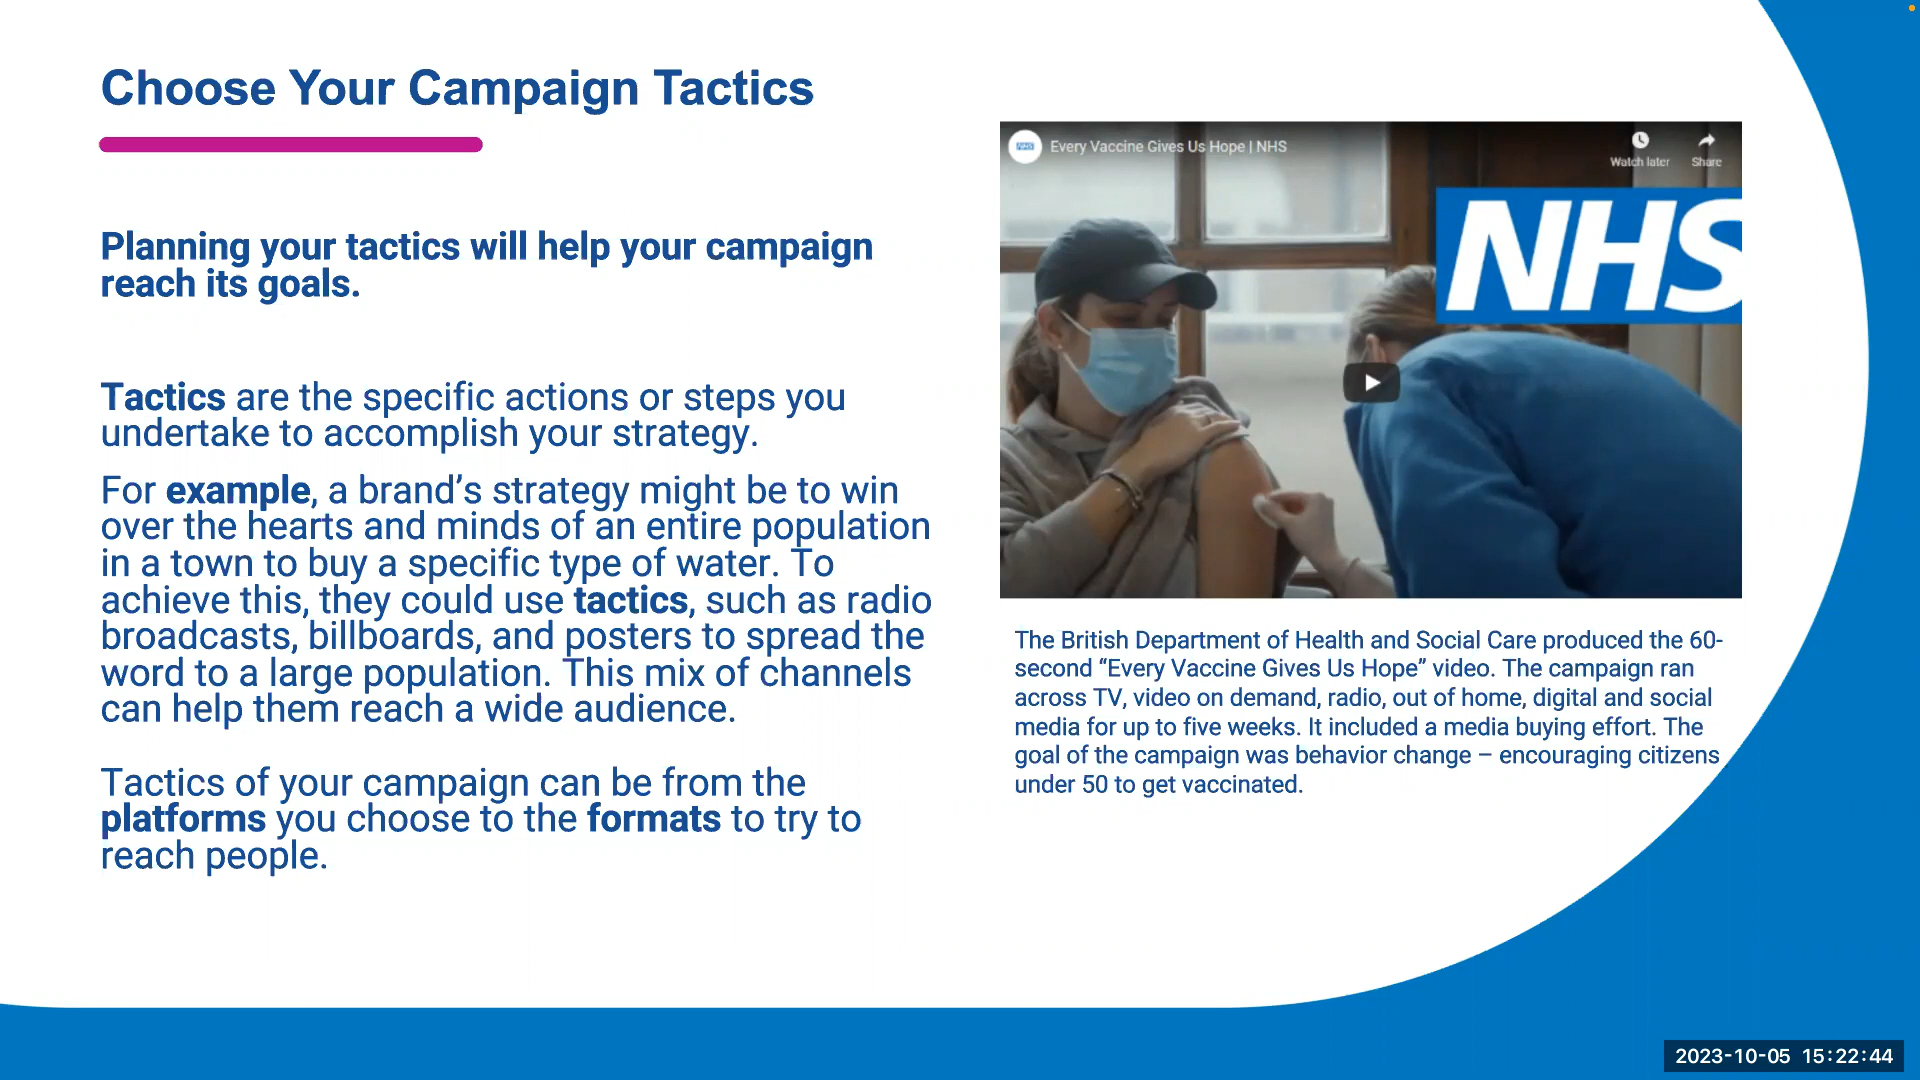 Choose Your Campaign Tactics
Planning your tactics will help your campaign
reach its goals.
Tactics are the specific actions or steps you
undertake to accomplish your strategy.
For example, a brand’s strategy might be to win
over the hearts and minds of an entire population
in a town to buy a specific type of water. To
achieve this, they could use tactics, such as radio
broadcasts, billboards, and posters to spread the
word to a large population. This mix of channels
can help them reach a wide audience.
Tactics of your campaign can be from the
platforms you choose to the formats to try to
reach people.
NHS
Every Vaccine Gives Us Hope | NHS
Watch later
Share
NHS
The British Department of Health and Social Care produced the 60-
second “Every Vaccine Gives Us Hope” video. The campaign ran
across TV, video on demand, radio, out of home, digital and social
media for up to five weeks. It included a media buying effort. The
goal of the campaign was behavior change – encouraging citizens
under 50 to get vaccinated.
2023-10-05 15:22:44